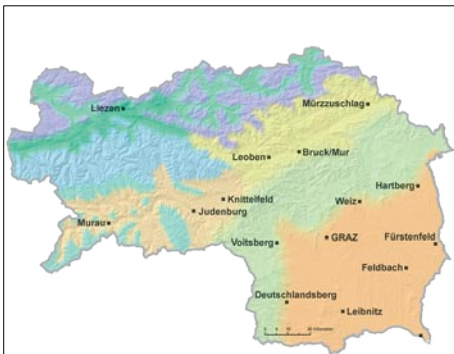 Liezen
Mürzzuschlag
Leoben
Bruck/Mur
Hartberg
Knittelfeld
Weiz
Judenburg
Murau
Voitsberg
GRAZ
Fürstenfeld
Feldbach
Deutschlandsberg
Leibnitz